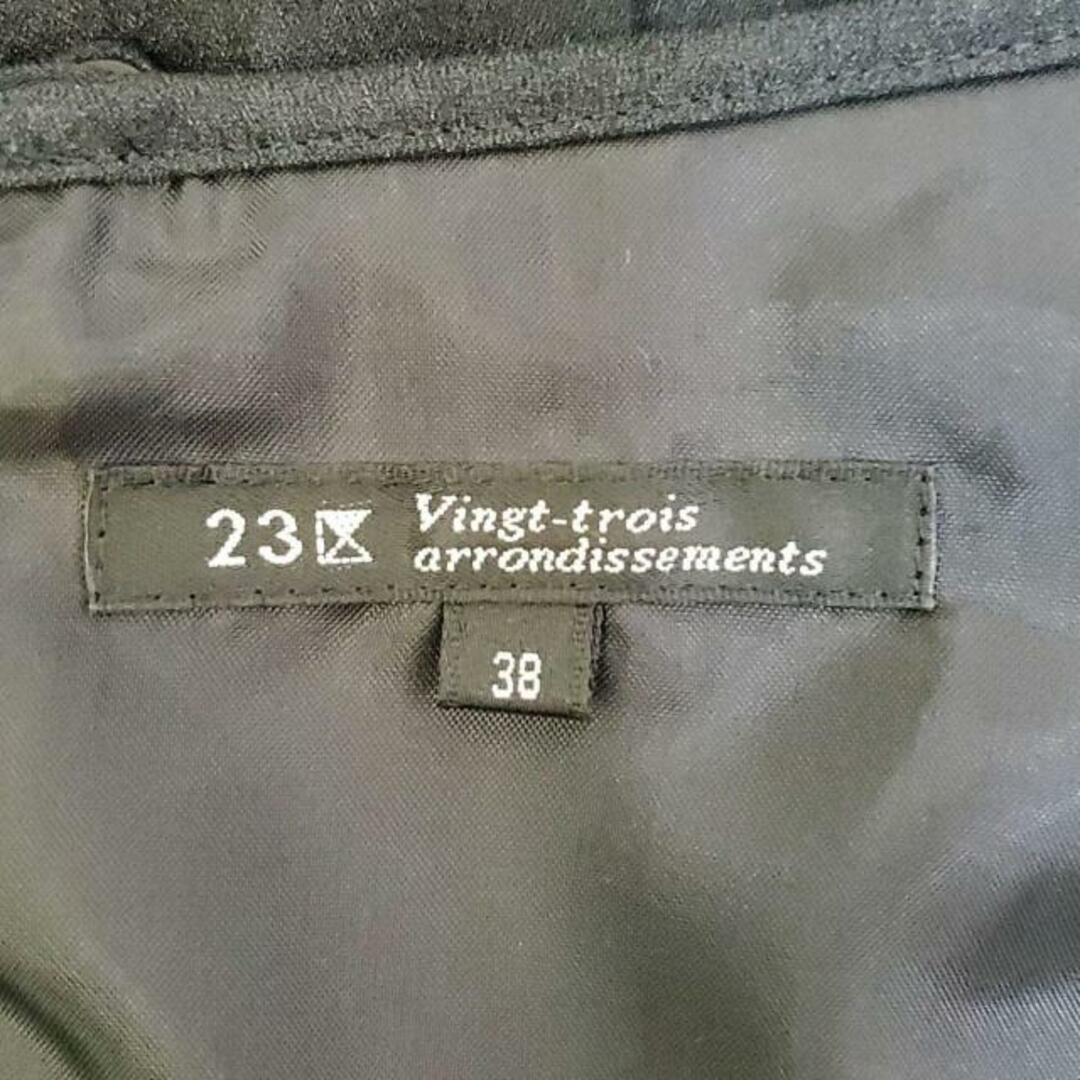 23区 Vingt-trois
arrondissements
38